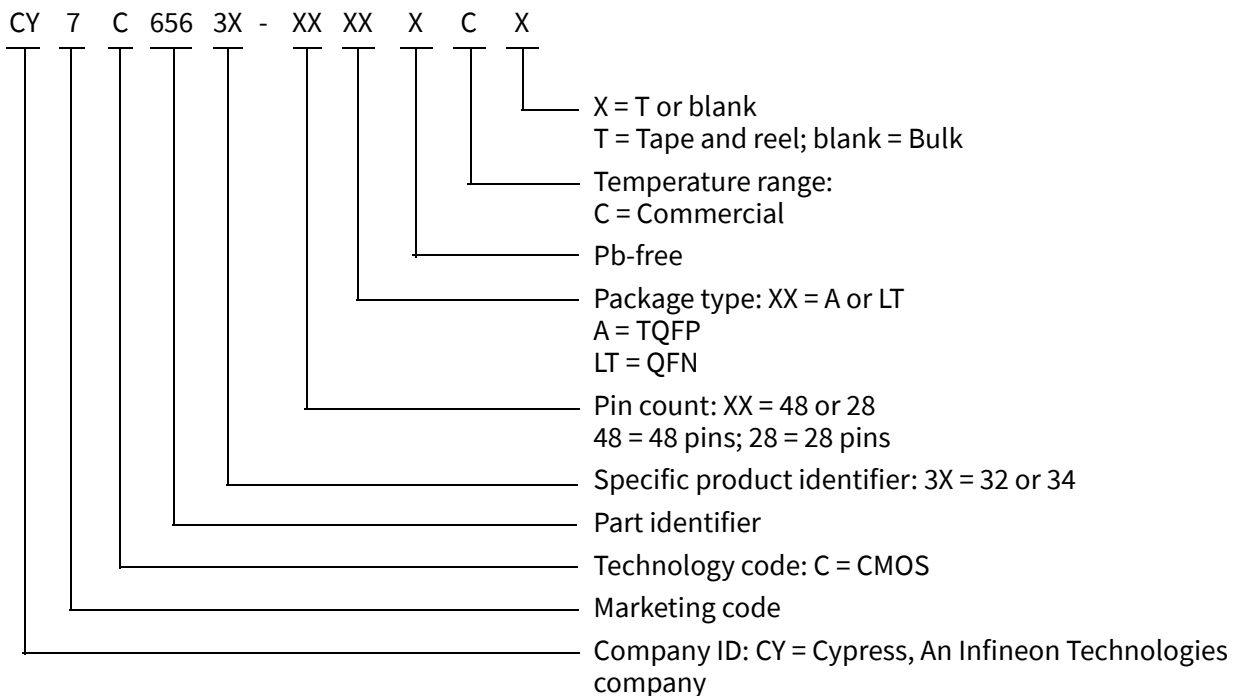 CY 7 C 656 3X - XX XX X C X
X = T or blank
T = Tape and reel; blank = Bulk
Temperature range:
C = Commercial
Pb-free
Package type: XX = A or LT
A = TQFP
LT = QFN
Pin count: XX = 48 or 28
48 = 48 pins; 28 = 28 pins
Specific product identifier: 3X = 32 or 34
Part identifier
Technology code: C = CMOS
Marketing code
Company ID: CY = Cypress, An Infineon Technologies
company